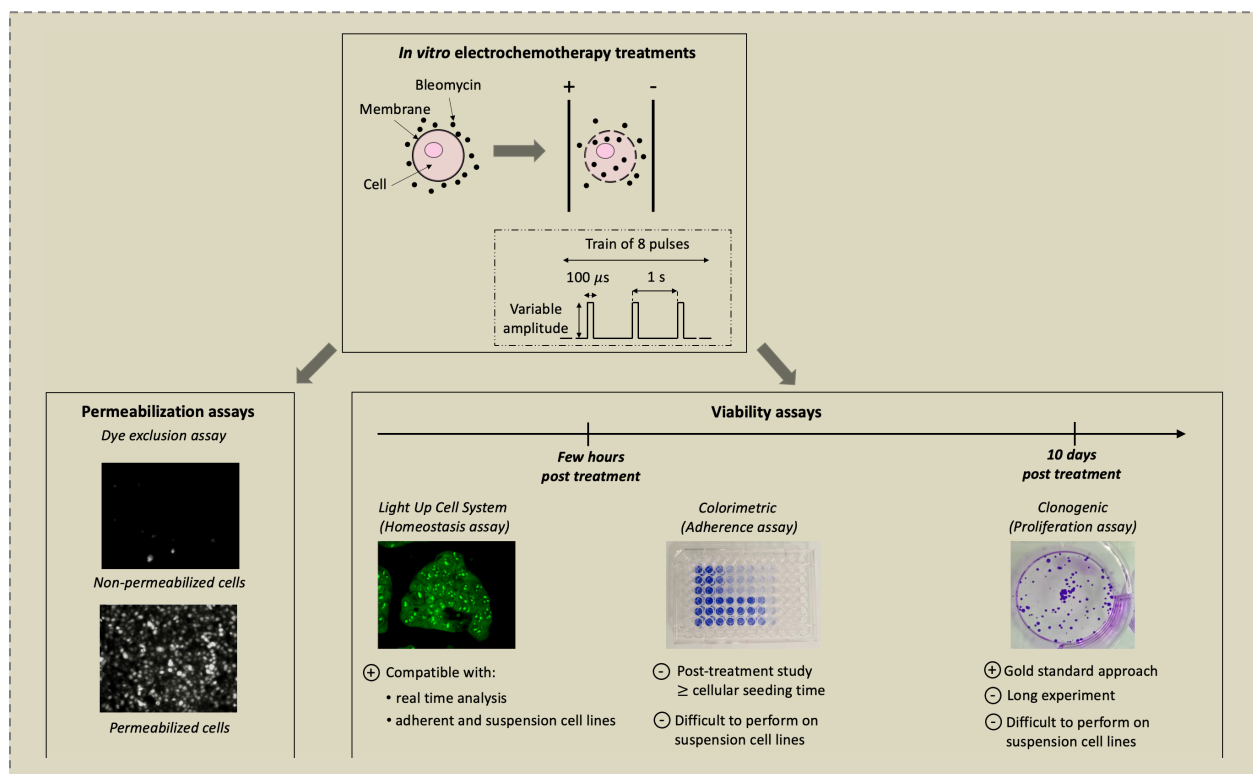 In vitro electrochemotherapy treatments
Bleomycin
Membrane
Cell
+
-
Train of 8 pulses
100 μs
1 s
Variable
amplitude
Permeabilization assays
Dye exclusion assay
Non-permeabilized cells
Permeabilized cells
Viability assays
Few hours
post treatment
10 days
post treatment
Light Up Cell System
(Homeostasis assay)
+ Compatible with:
• real time analysis
• adherent and suspension cell lines
Colorimetric
(Adherence assay)
- Post-treatment study
≥ cellular seeding time
- Difficult to perform on
suspension cell lines
Clonogenic
(Proliferation assay)
+ Gold standard approach
- Long experiment
- Difficult to perform on
suspension cell lines